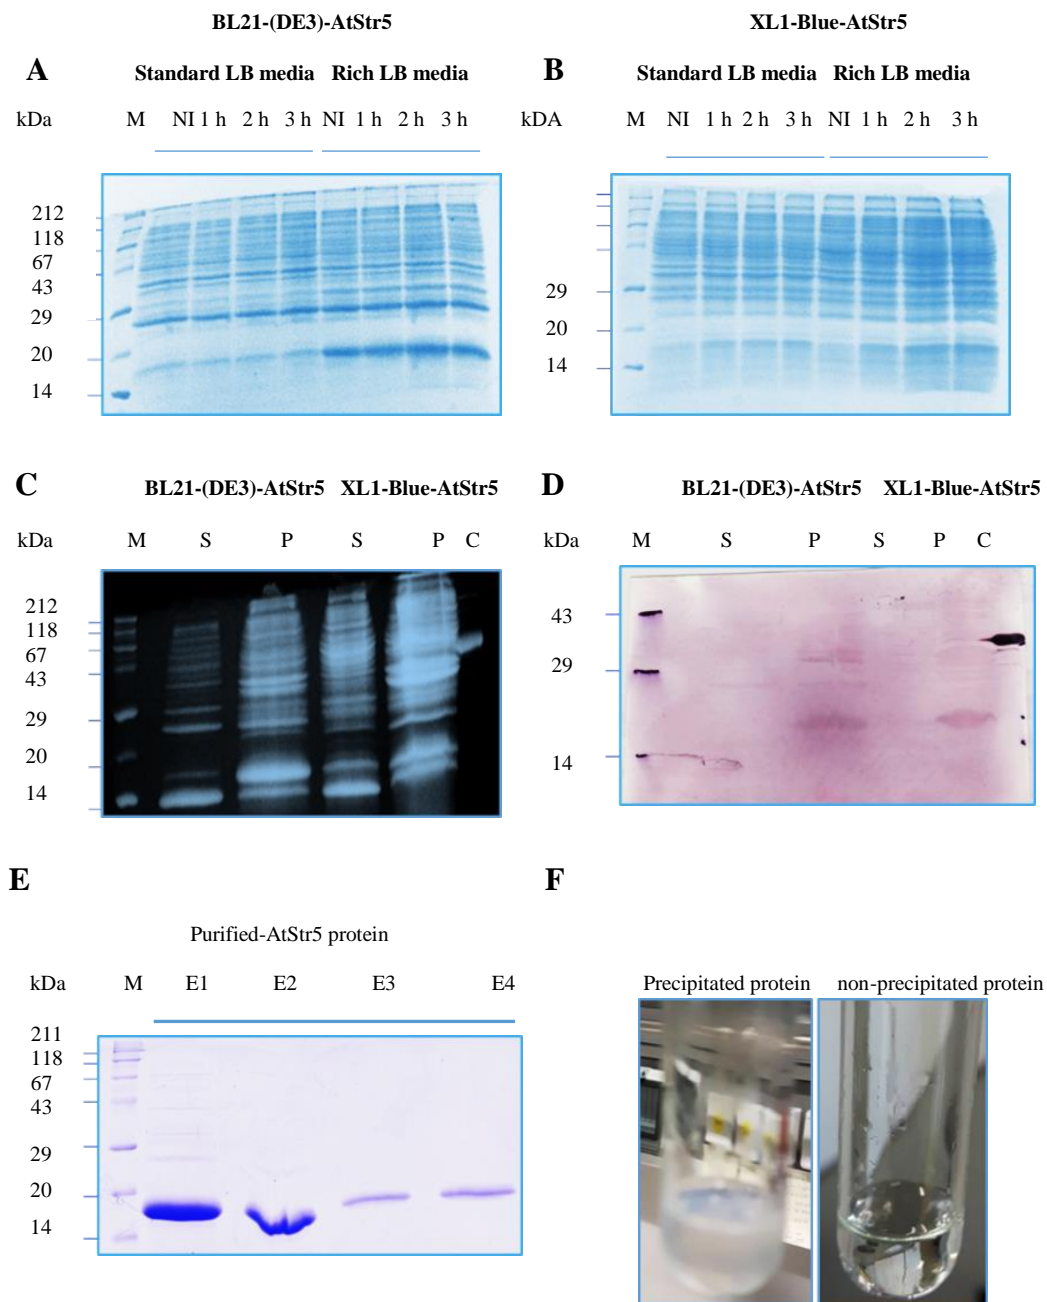 BL21-(DE3)-AtStr5
XL1-Blue-AtStr5
A
Standard LB media Rich LB media
B
Standard LB media Rich LB media
kDa M NI 1 h 2 h 3 h NI 1 h 2 h 3 h
kDA M NI 1 h 2 h 3 h NI 1 h 2 h 3 h
212
118
67
43
29
20
14
29
20
14
C
BL21-(DE3)-AtStr5 XL1-Blue-AtStr5
D
BL21-(DE3)-AtStr5 XL1-Blue-AtStr5
kDa M S P S P C
kDa M S P S P C
212
118
67
43
29
20
14
43
29
14
E
F
Purified-AtStr5 protein
kDa M E1 E2 E3 E4
211
118
67
43
29
20
14
Precipitated protein
non-precipitated protein